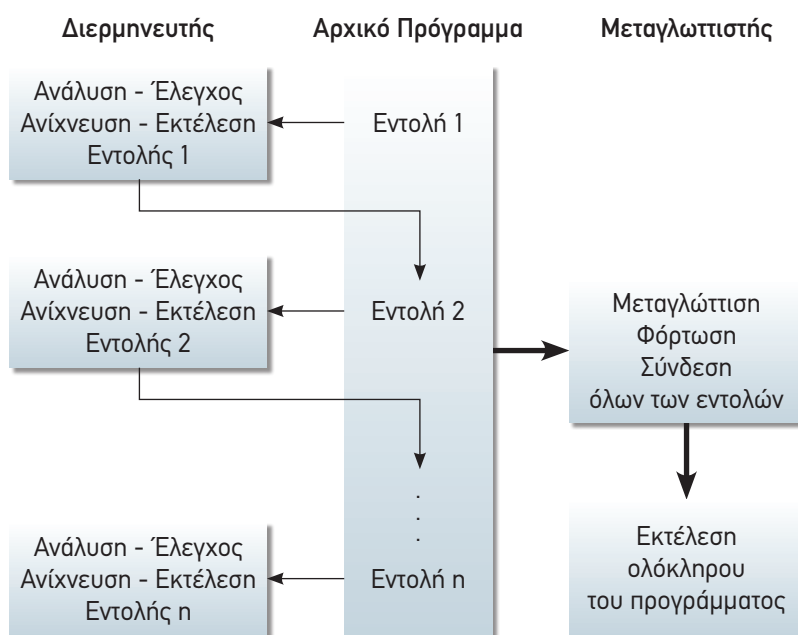 Διερμηνευτής
Αρχικό Πρόγραμμα
Μεταγλωττιστής
Ανάλυση - Έλεγχος
Ανίχνευση - Εκτέλεση
Εντολής 1
Εντολή 1
Ανάλυση - Έλεγχος
Ανίχνευση - Εκτέλεση
Εντολής 2
Εντολή 2
Μεταγλώττιση
Φόρτωση
Σύνδεση
όλων των εντολών
.
.
.
Ανάλυση - Έλεγχος
Ανίχνευση - Εκτέλεση
Εντολής n
Εντολή n
Εκτέλεση
ολόκληρου
του προγράμματος